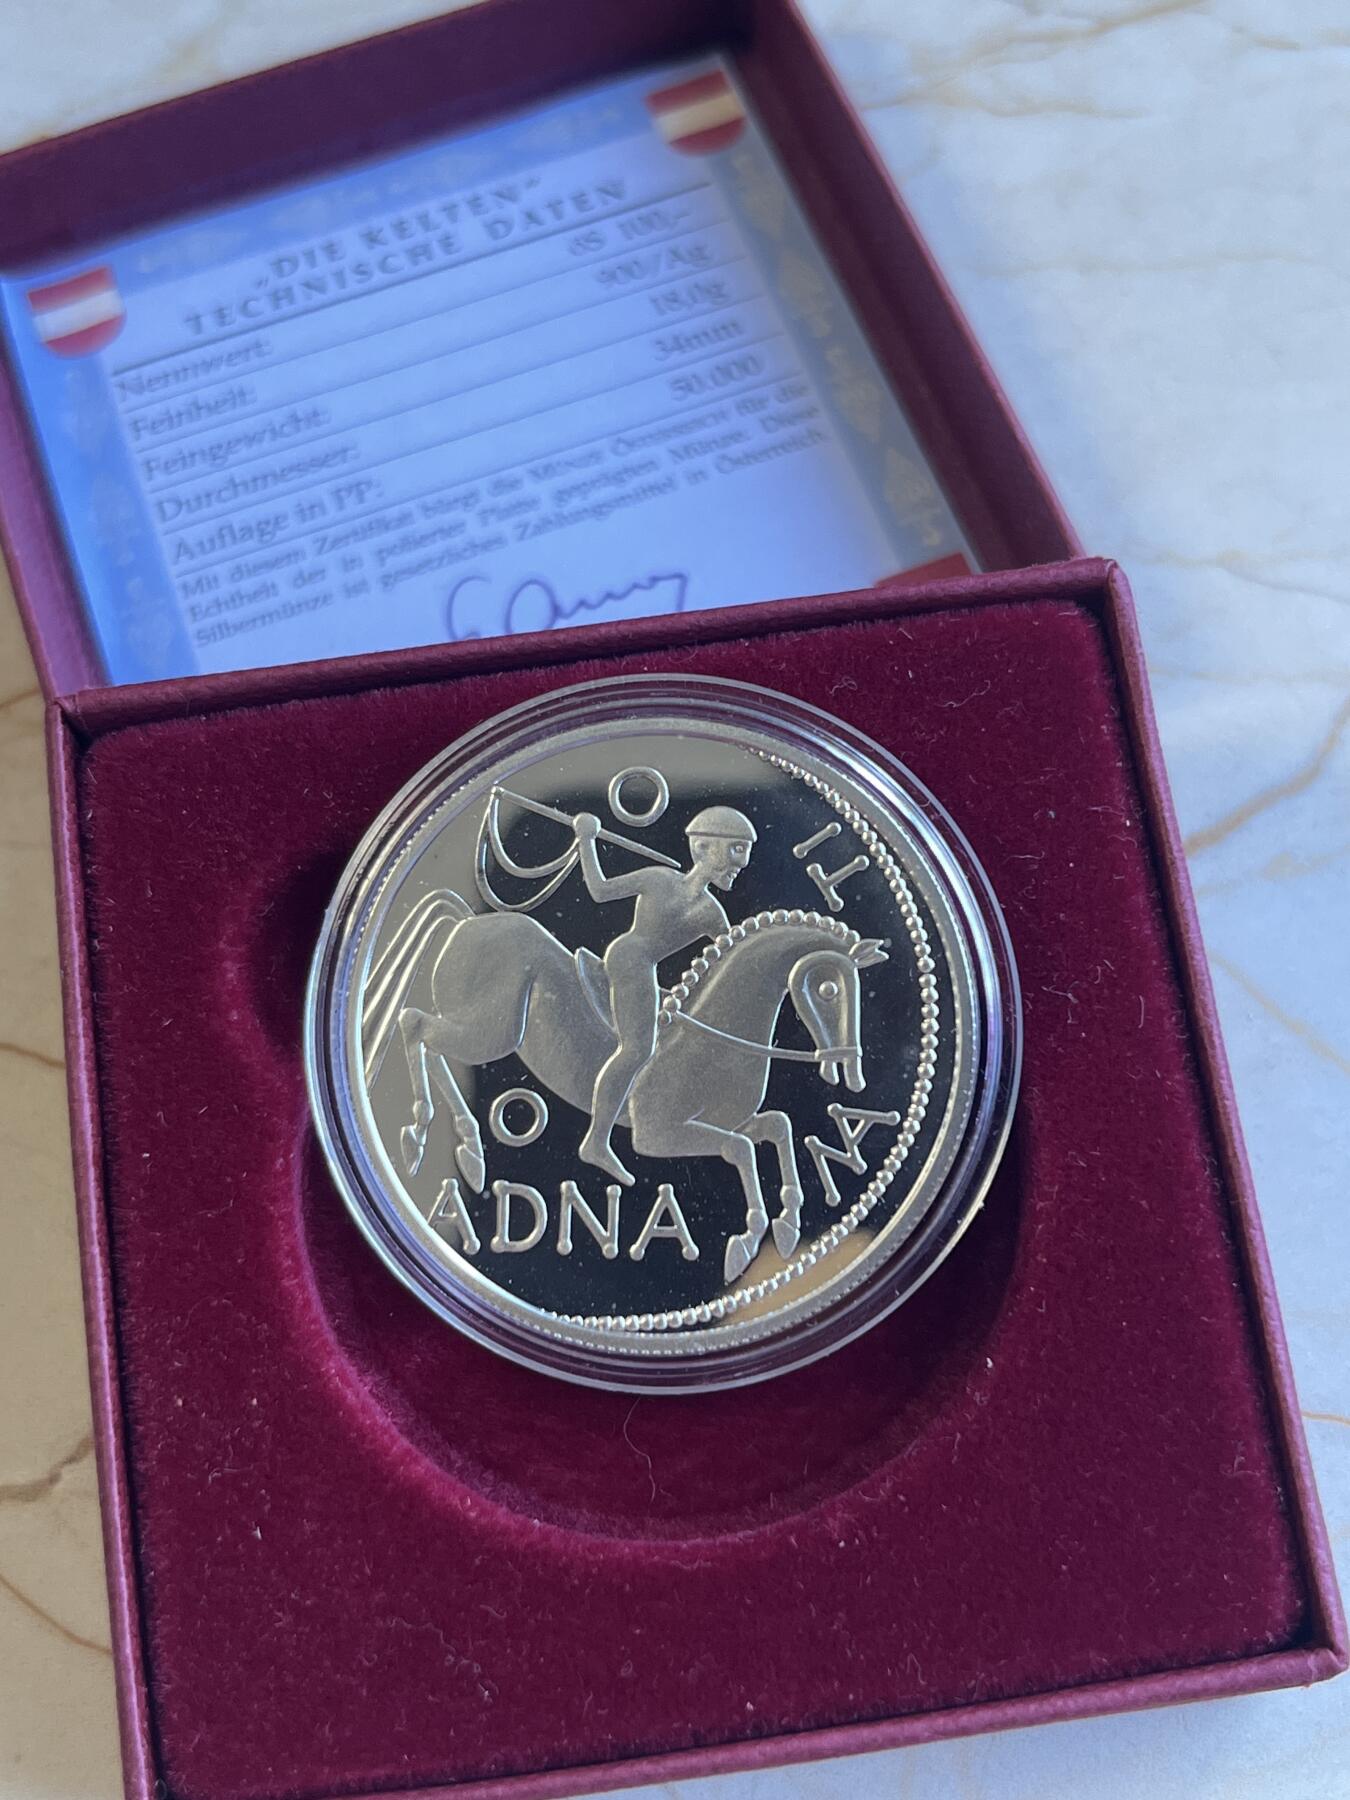 „DIE KELTEN“
TECHNISCHE DATEN
Nennwert: öS 100,–
Feinheit: 900/Ag
Feingewicht: 18,0g
Durchmesser: 34mm
Auflage in PP: 50.000
Mit diesem Zertifikat bürgt die Münze Österreich für die
Echtheit der in polierter Platte geprägten Münze. Diese
Silbermünze ist gesetzliches Zahlungsmittel in Österreich.
ADNA
MA
TI